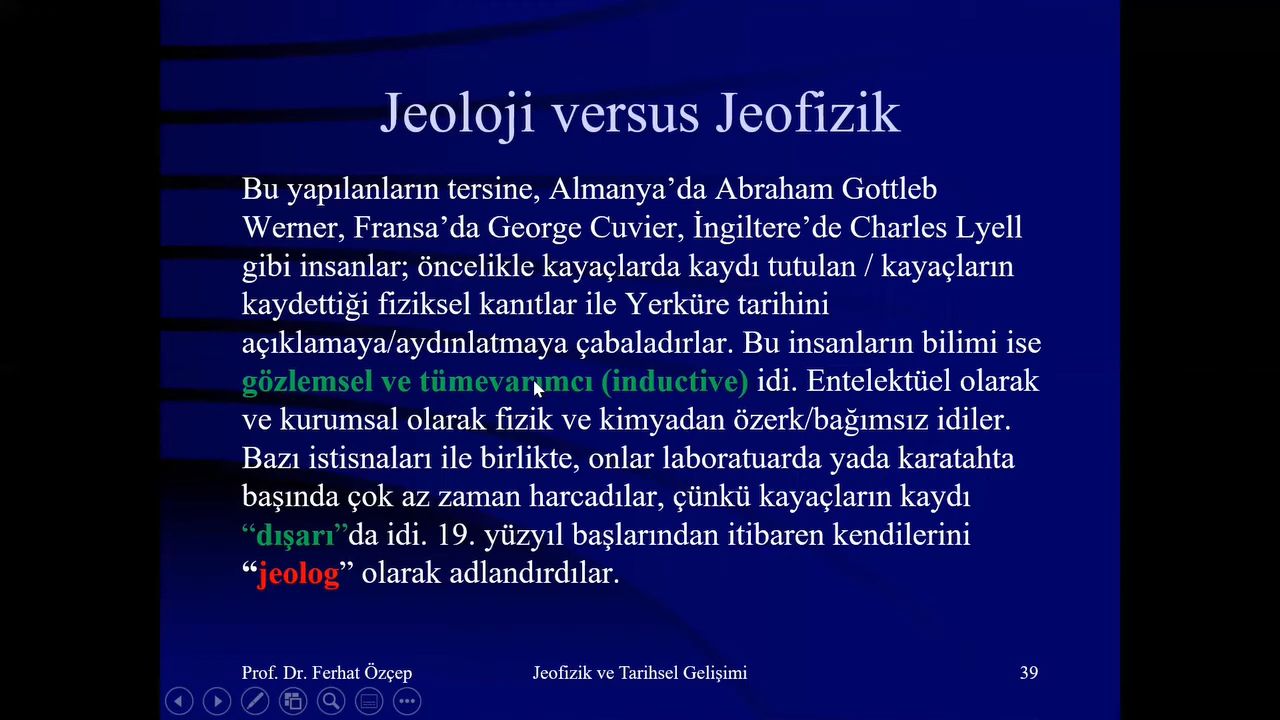 Jeoloji versus Jeofizik
Bu yapılanların tersine, Almanya’da Abraham Gottleb
Werner, Fransa’da George Cuvier, İngiltere’de Charles Lyell
gibi insanlar; öncelikle kayaçlarda kaydı tutulan / kayaçların
kaydettiği fiziksel kanıtlar ile Yerküre tarihini
açıklamaya/aydınlatmaya çabaladırlar. Bu insanların bilimi ise
gözlemsel ve tümevarımcı (inductive) idi. Entelektüel olarak
ve kurumsal olarak fizik ve kimyadan özerk/bağımsız idiler.
Bazı istisnaları ile birlikte, onlar laboratuarda yada karatahta
başında çok az zaman harcadılar, çünkü kayaçların kaydı
“dışarı”da idi. 19. yüzyıl başlarından itibaren kendilerini
“jeolog” olarak adlandırdılar.
Prof. Dr. Ferhat Özçep
Jeofizik ve Tarihsel Gelişimi
39